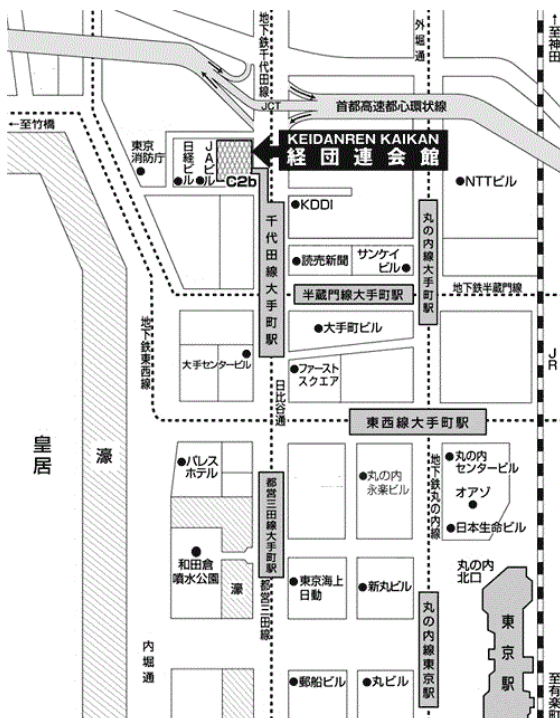 地下鉄千代田線
外堀通
←至神田
JCT
首都高速都心環状線
←至竹橋
東京
消防庁
日経ビル
JAビル
KEIDANREN KAIKAN
経団連会館
C2b
NTTビル
KDDI
千代田線大手町駅
丸の内線大手町駅
読売新聞
サンケイ
ビル
半蔵門線大手町駅
地下鉄半蔵門線
地下鉄東西線
大手町ビル
大手センタービル
ファースト
スクエア
JR
日比谷通
東西線大手町駅
皇居
濠
パレス
ホテル
丸の内
永楽ビル
地下鉄丸の内線
丸の内
センタービル
オアゾ
日本生命ビル
都営三田線大手町駅
和田倉
噴水公園
濠
都営三田線
東京海上
日動
新丸ビル
丸の内
北口
丸の内線東京駅
東京駅
内堀通
郵船ビル
丸ビル
至有楽町